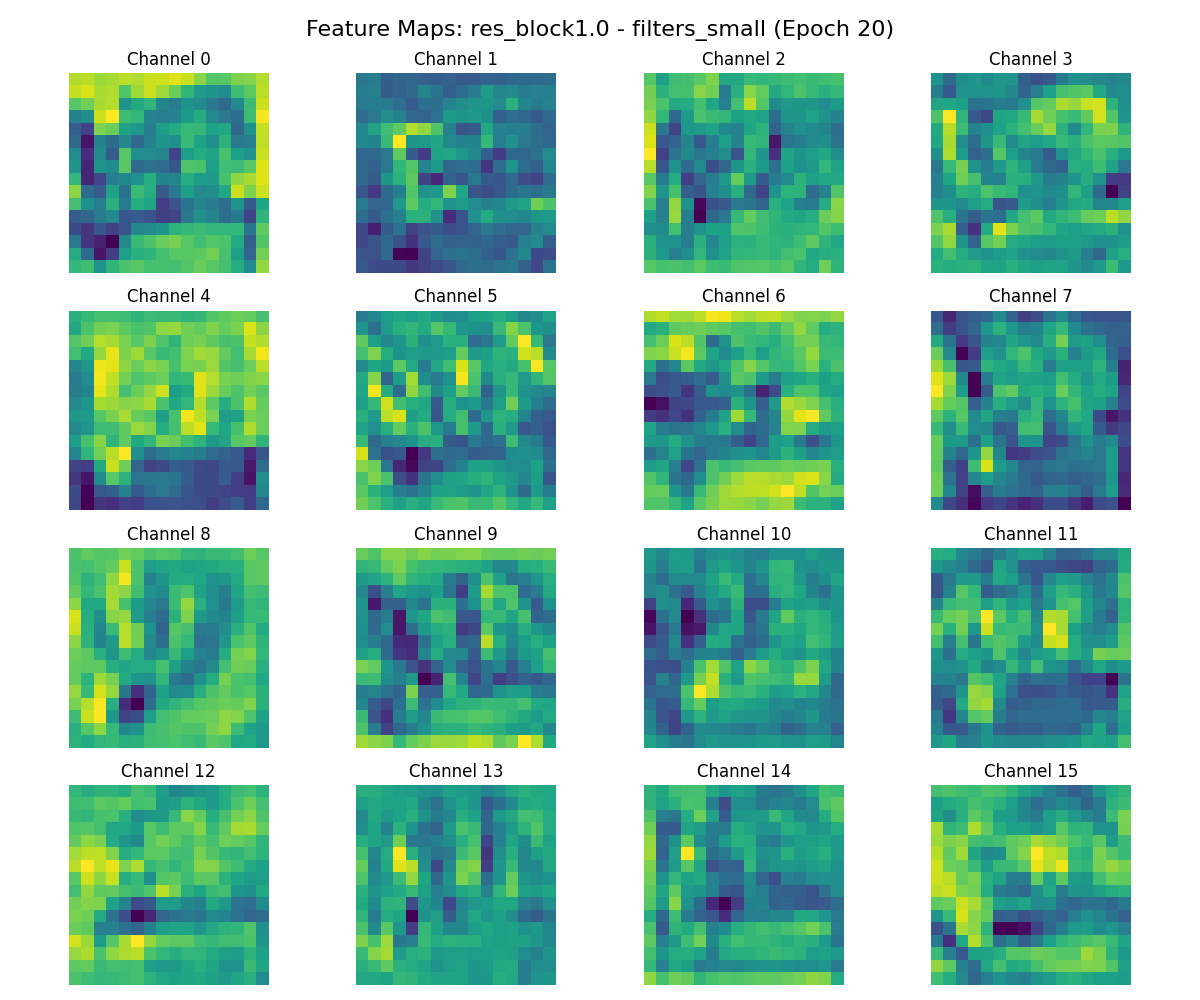 Feature Maps: res_block1.0 - filters_small (Epoch 20)
Channel 0 Channel 1 Channel 2 Channel 3
Channel 4 Channel 5 Channel 6 Channel 7
Channel 8 Channel 9 Channel 10 Channel 11
Channel 12 Channel 13 Channel 14 Channel 15